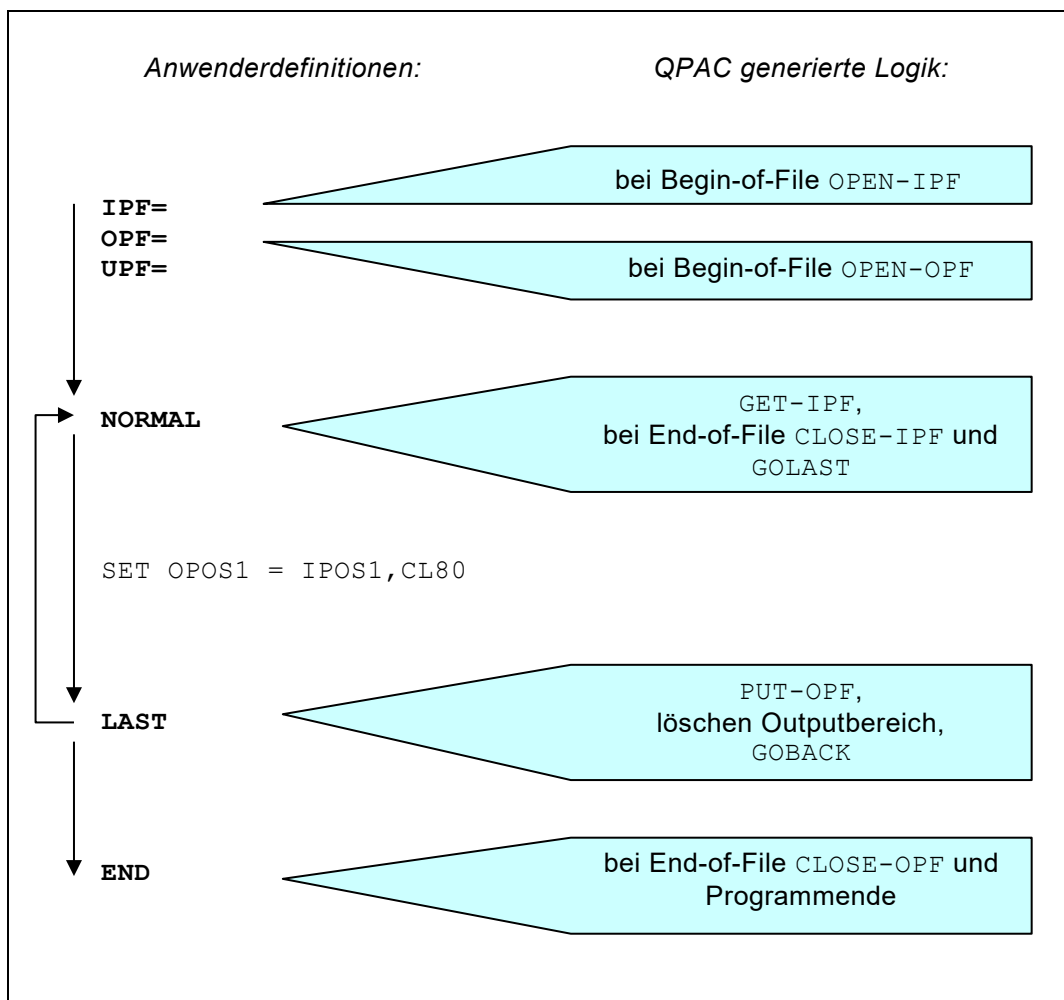 Anwenderdefinitionen: QPAC generierte Logik:
bei Begin-of-File OPEN-IPF
IPF=
OPF=
UPF=
bei Begin-of-File OPEN-OPF
NORMAL
GET-IPF,
bei End-of-File CLOSE-IPF und
GOLAST
SET OPOS1 = IPOS1,CL80
LAST
PUT-OPF,
löschen Outputbereich,
GOBACK
END
bei End-of-File CLOSE-OPF und
Programmende